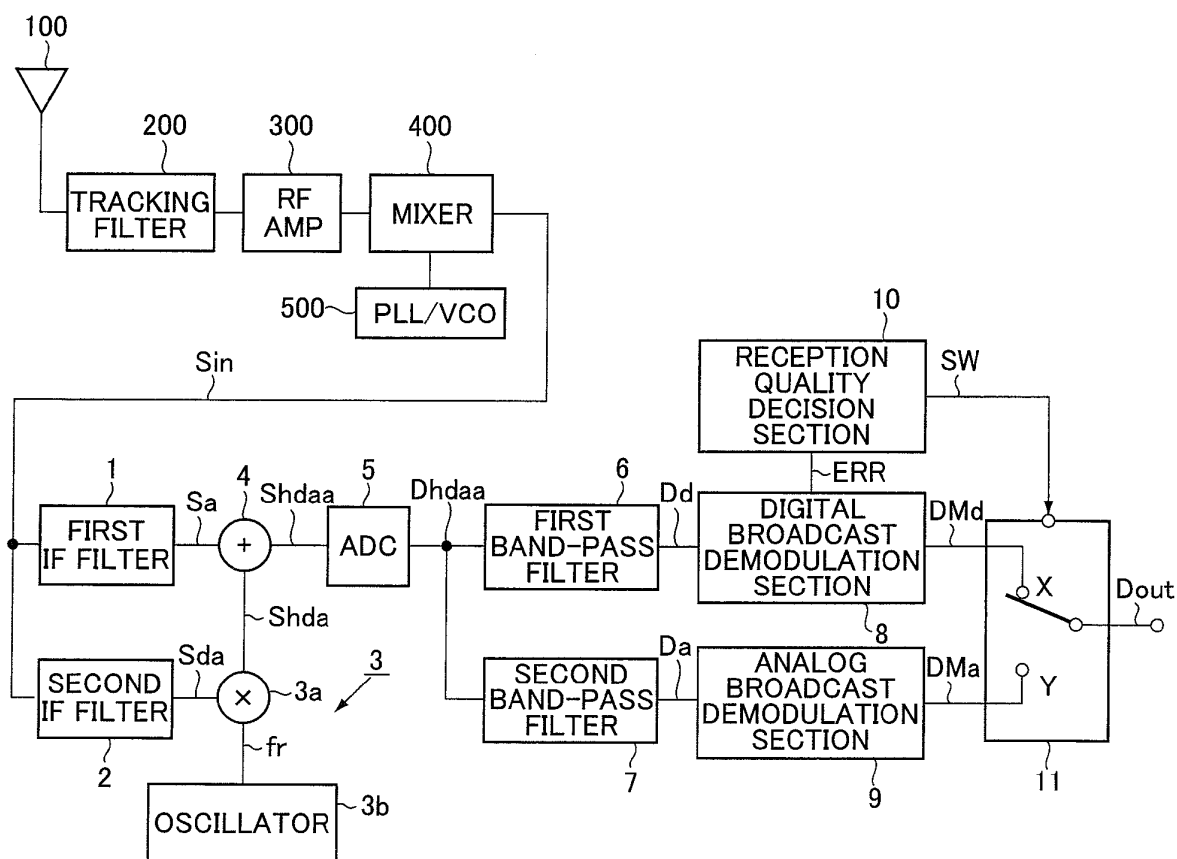 100
200
300
400
TRACKING
FILTER
RF
AMP
MIXER
500
PLL/VCO
10
Sin
RECEPTION
QUALITY
DECISION
SECTION
SW
ERR
1
4
5
6
Sa
Shdaa
Dhdaa
Dd
DMd
FIRST
IF FILTER
+
ADC
FIRST
BAND-PASS
FILTER
DIGITAL
BROADCAST
DEMODULATION
SECTION
8
X
Dout
Shda
Sda
3
Da
DMa
SECOND
IF FILTER
×
3a
SECOND
BAND-PASS
FILTER
ANALOG
BROADCAST
DEMODULATION
SECTION
Y
2
fr
7
9
11
OSCILLATOR
3b